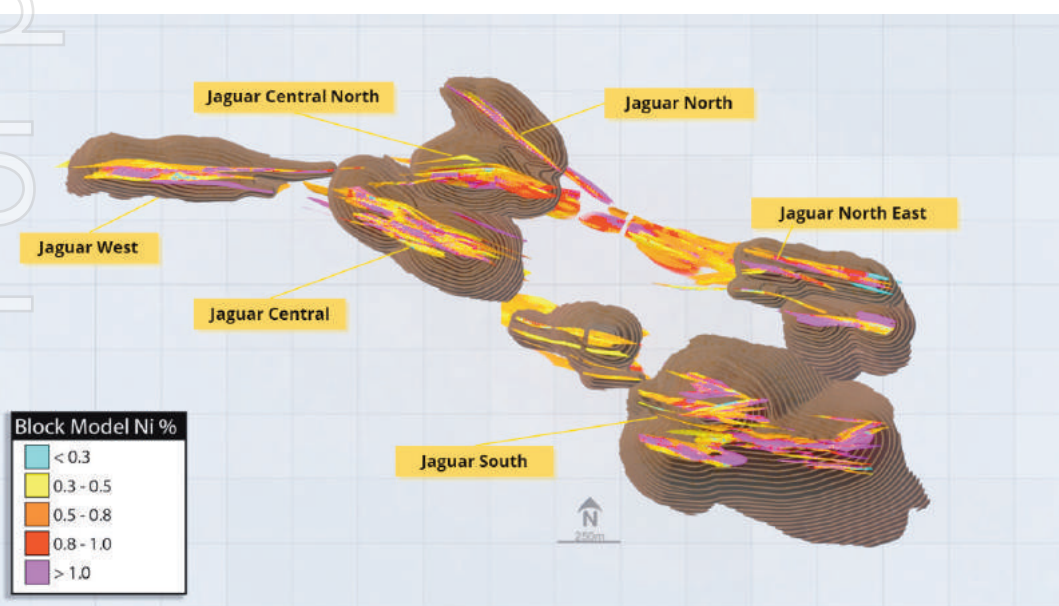 Jaguar Central North
Jaguar North
Jaguar North East
Jaguar West
Jaguar Central
Jaguar South
N
250m
Block Model Ni %
< 0.3
0.3 - 0.5
0.5 - 0.8
0.8 - 1.0
> 1.0